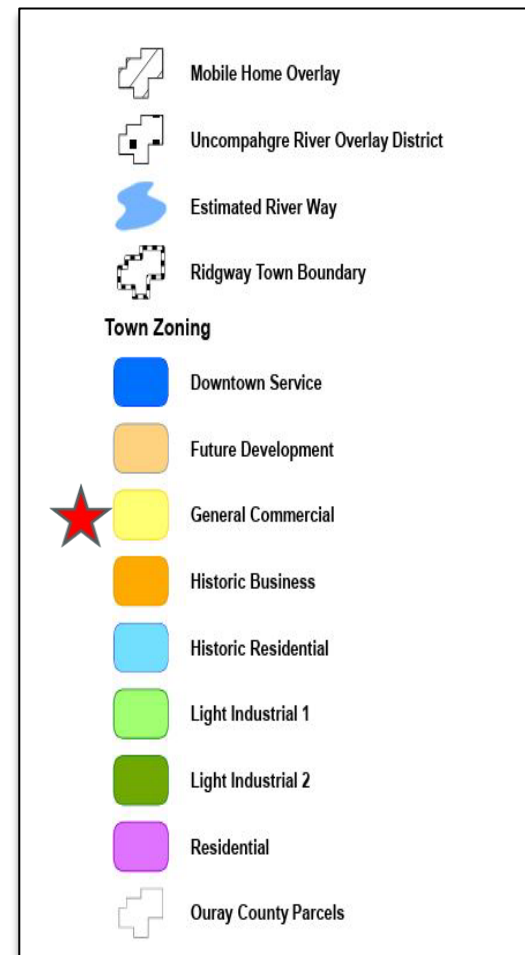 Mobile Home Overlay
Uncompahgre River Overlay District
Estimated River Way
Ridgway Town Boundary
Town Zoning
Downtown Service
Future Development
General Commercial
Historic Business
Historic Residential
Light Industrial 1
Light Industrial 2
Residential
Ouray County Parcels